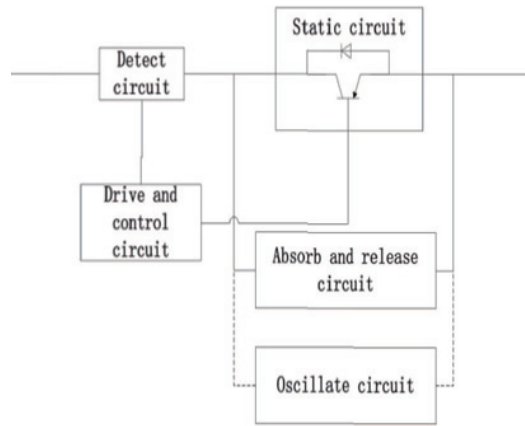 Static circuit
Detect
circuit
Drive and
control
circuit
Absorb and release
circuit
Oscillate circuit